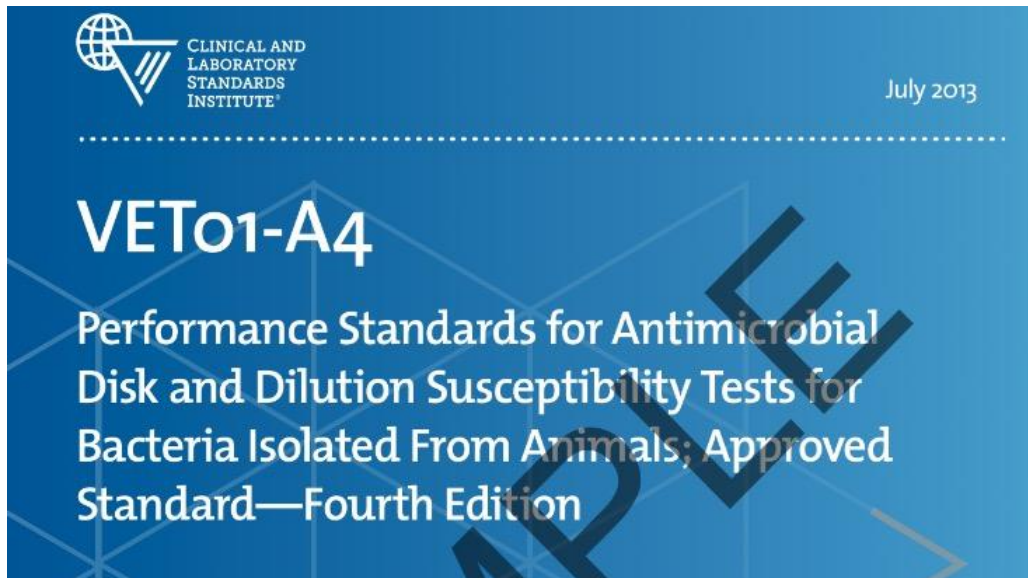 CLINICAL AND
LABORATORY
STANDARDS
INSTITUTE®
July 2013
VET01-A4
Performance Standards for Antimicrobial
Disk and Dilution Susceptibility Tests for
Bacteria Isolated From Animals; Approved
Standard—Fourth Edition
MPLE